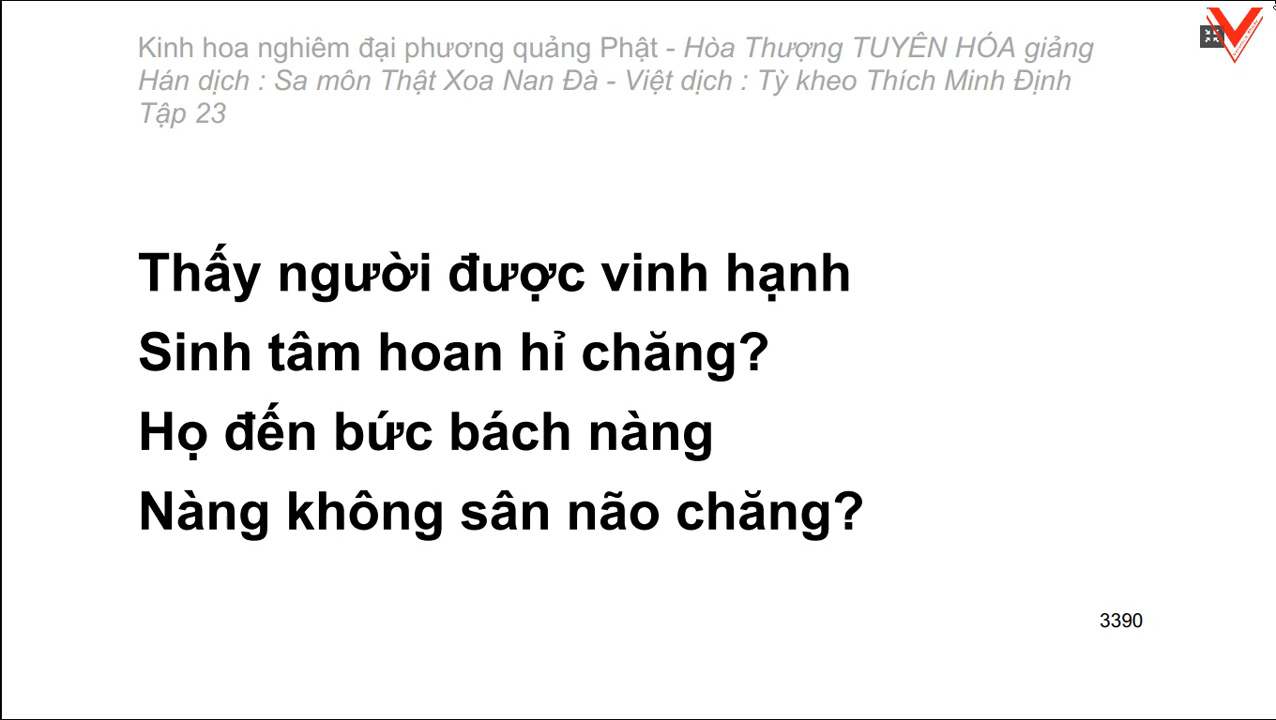 Kinh hoa nghiêm đại phương quảng Phật - Hòa Thượng TUYÊN HÓA giảng
Hán dịch : Sa môn Thật Xoa Nan Đà - Việt dịch : Tỳ kheo Thích Minh Định
Tập 23
Thấy người được vinh hạnh
Sinh tâm hoan hỉ chăng?
Họ đến bức bách nàng
Nàng không sân não chăng?
3390